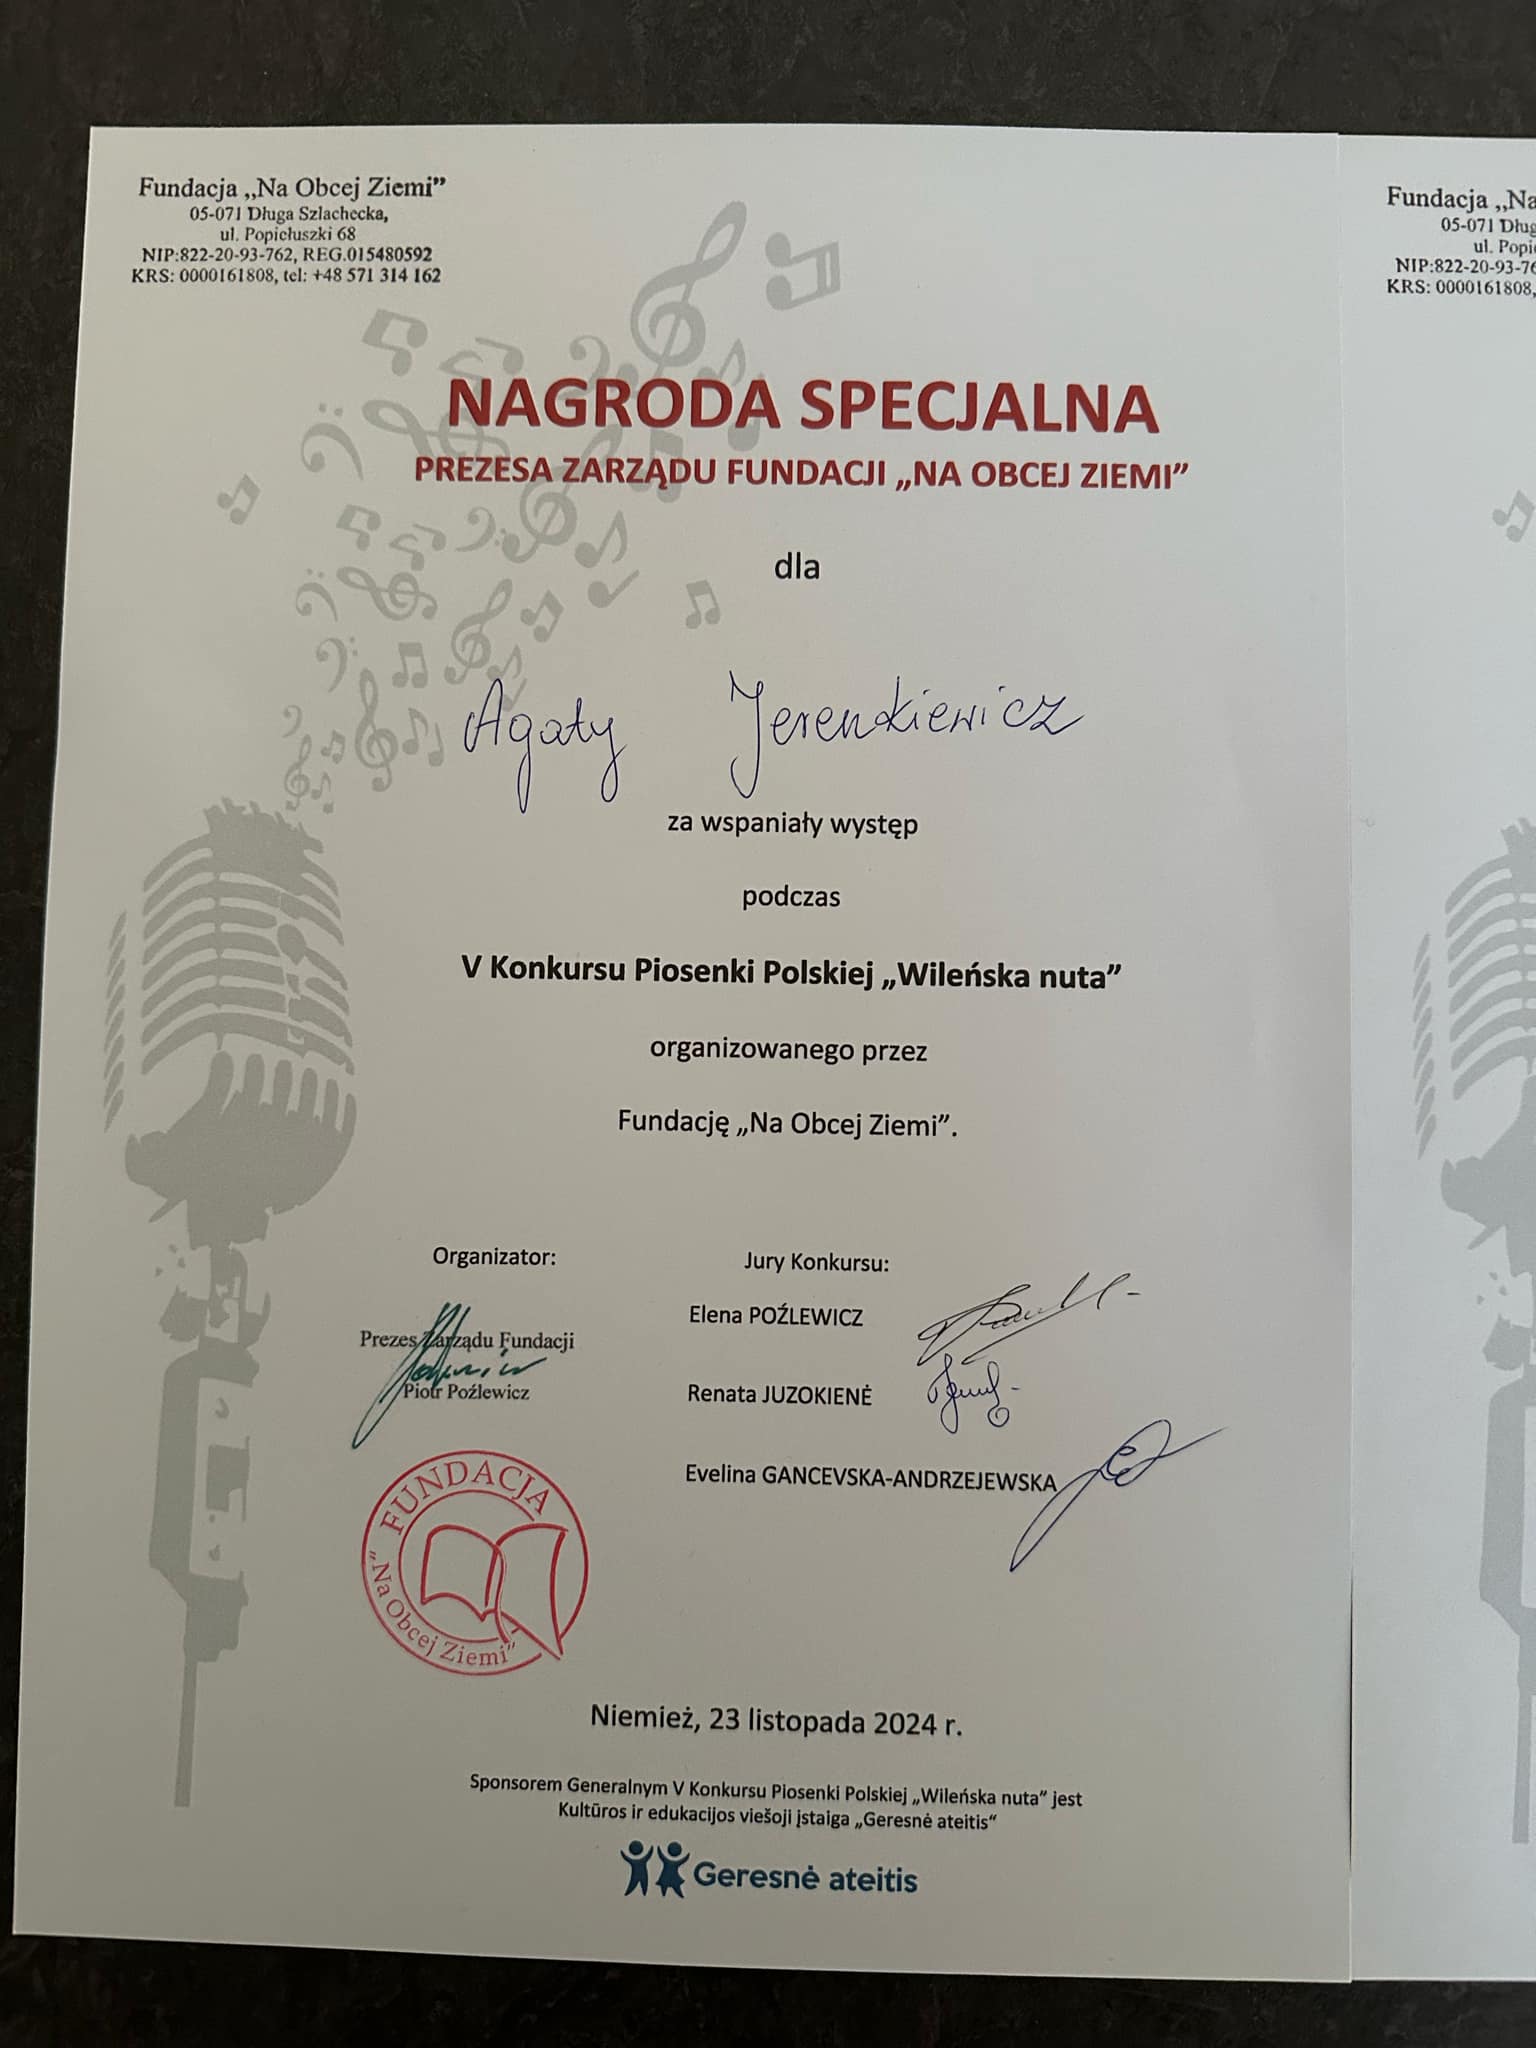 Fundacja „Na Obcej Ziemi”
05-071 Długa Szlachecka,
ul. Popiełuszki 68
NIP:822-20-93-762, REG.015480592
KRS: 0000161808, tel: +48 571 314 162
NAGRODA SPECJALNA
PREZESA ZARZĄDU FUNDACJI „NA OBCEJ ZIEMI”
dla
Agaty Jerenkiewicz
za wspaniały występ
podczas
V Konkursu Piosenki Polskiej „Wileńska nuta”
organizowanego przez
Fundację „Na Obcej Ziemi”.
Organizator:
Prezes Zarządu Fundacji
Piotr Poźlewicz
FUNDACJA
„Na Obcej Ziemi”
Jury Konkursu:
Elena POŹLEWICZ
Renata JUZOKIENĖ
Evelina GANCEVSKA-ANDRZEJEWSKA
Niemież, 23 listopada 2024 r.
Sponsorem Generalnym V Konkursu Piosenki Polskiej „Wileńska nuta” jest
Kultūros ir edukacijos viešoji įstaiga „Geresnė ateitis“
Geresnė ateitis
Fundacja „Na
05-071 Dług
ul. Popie
NIP:822-20-93-76
KRS: 0000161808,